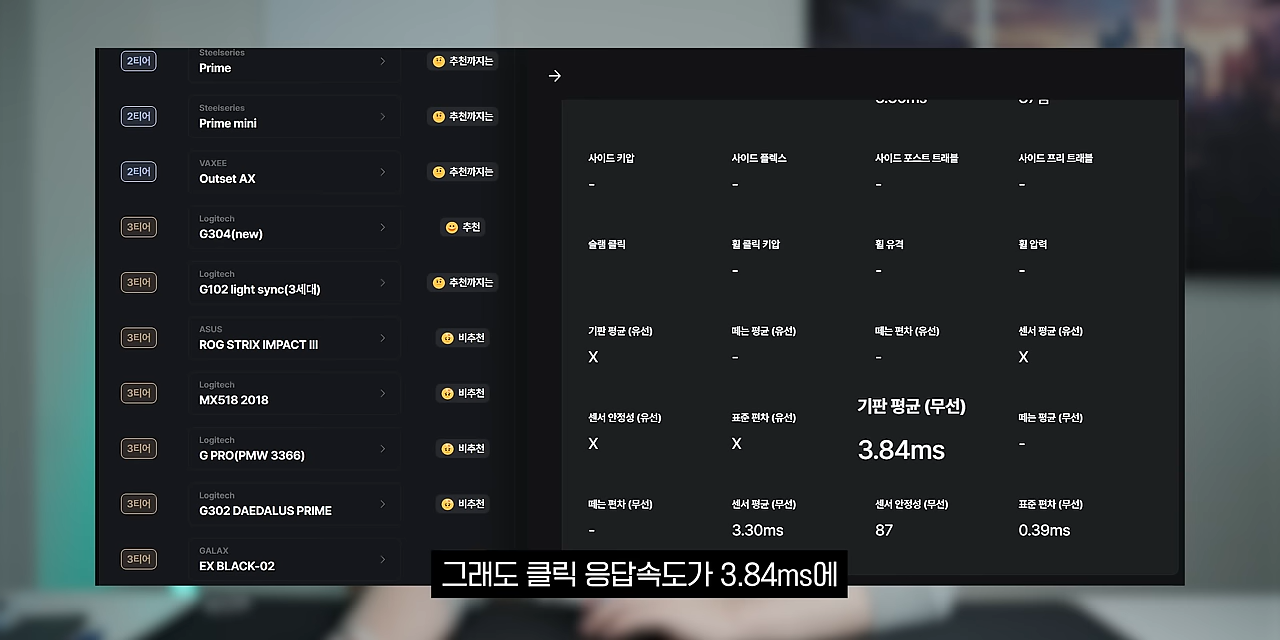 Steelseries
2티어
Prime
추천까지는
Steelseries
2티어
Prime mini
추천까지는
VAXEE
2티어
Outset AX
추천까지는
Logitech
3티어
G304(new)
추천
Logitech
3티어
G102 light sync(3세대)
추천까지는
ASUS
3티어
ROG STRIX IMPACT III
비추천
Logitech
3티어
MX518 2018
비추천
Logitech
3티어
G PRO(PMW 3366)
비추천
Logitech
3티어
G302 DAEDALUS PRIME
비추천
GALAX
3티어
EX BLACK-02
사이드 키압 사이드 플렉스 사이드 포스트 트래블 사이드 프리 트래블
- - - -
슬램 클릭 휠 클릭 키압 휠 유격 휠 압력
- - -
기판 평균 (유선) 떼는 평균 (유선) 떼는 편차 (유선) 센서 평균 (유선)
X - - X
센서 안정성 (유선) 표준 편차 (유선) 기판 평균 (무선) 떼는 평균 (무선)
X X 3.84ms -
떼는 편차 (무선) 센서 평균 (무선) 센서 안정성 (무선) 표준 편차 (무선)
- 3.30ms 87 0.39ms
그래도 클릭 응답속도가 3.84ms에